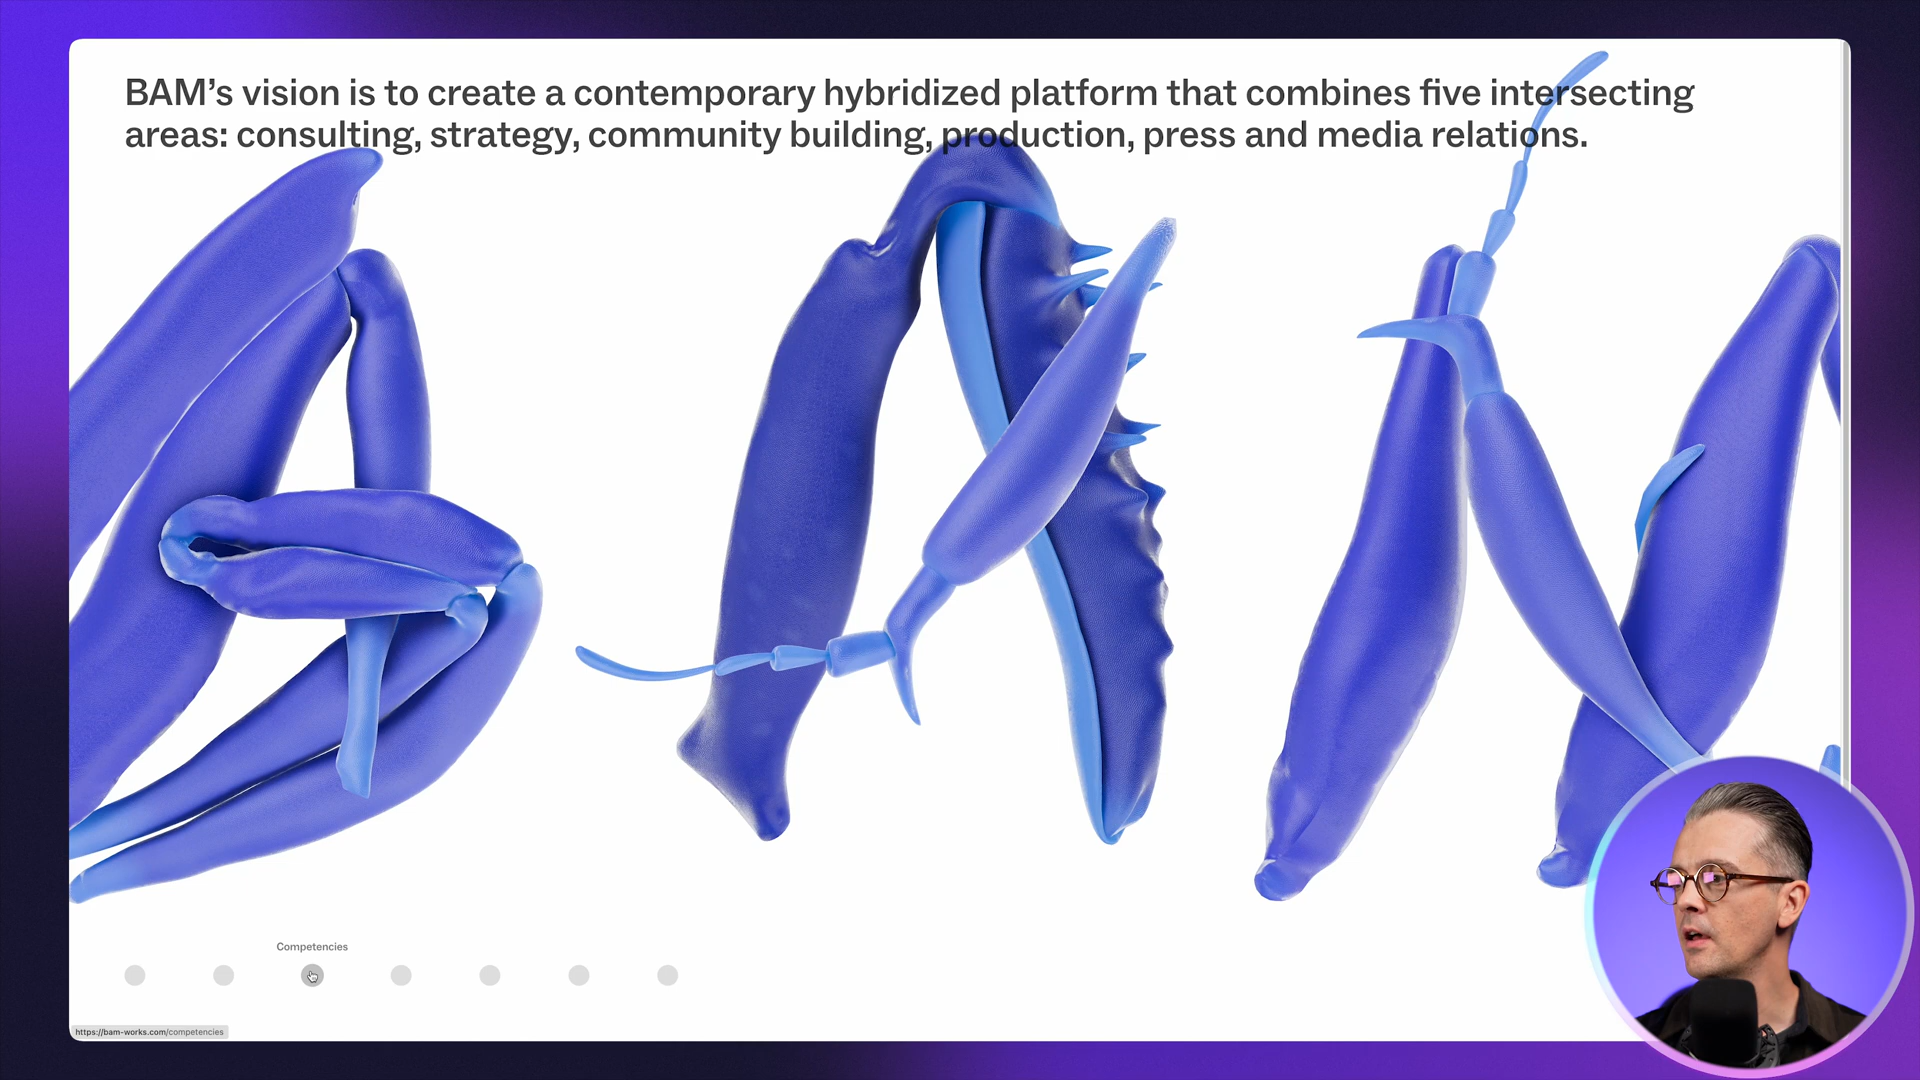 BAM’s vision is to create a contemporary hybridized platform that combines five intersecting
areas: consulting, strategy, community building, production, press and media relations.
Competencies
https://bam-works.com/competencies